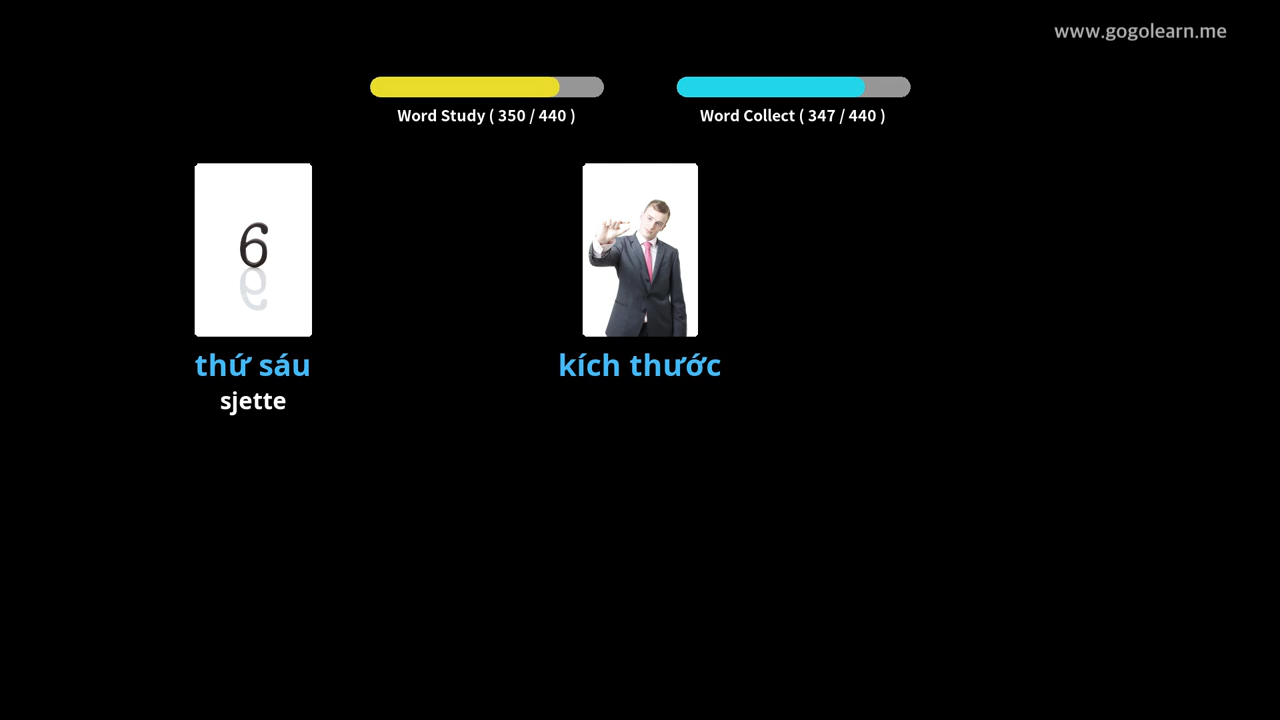 www.gogolearn.me
Word Study ( 350 / 440 )
Word Collect ( 347 / 440 )
6
thứ sáu
sjette
kích thước